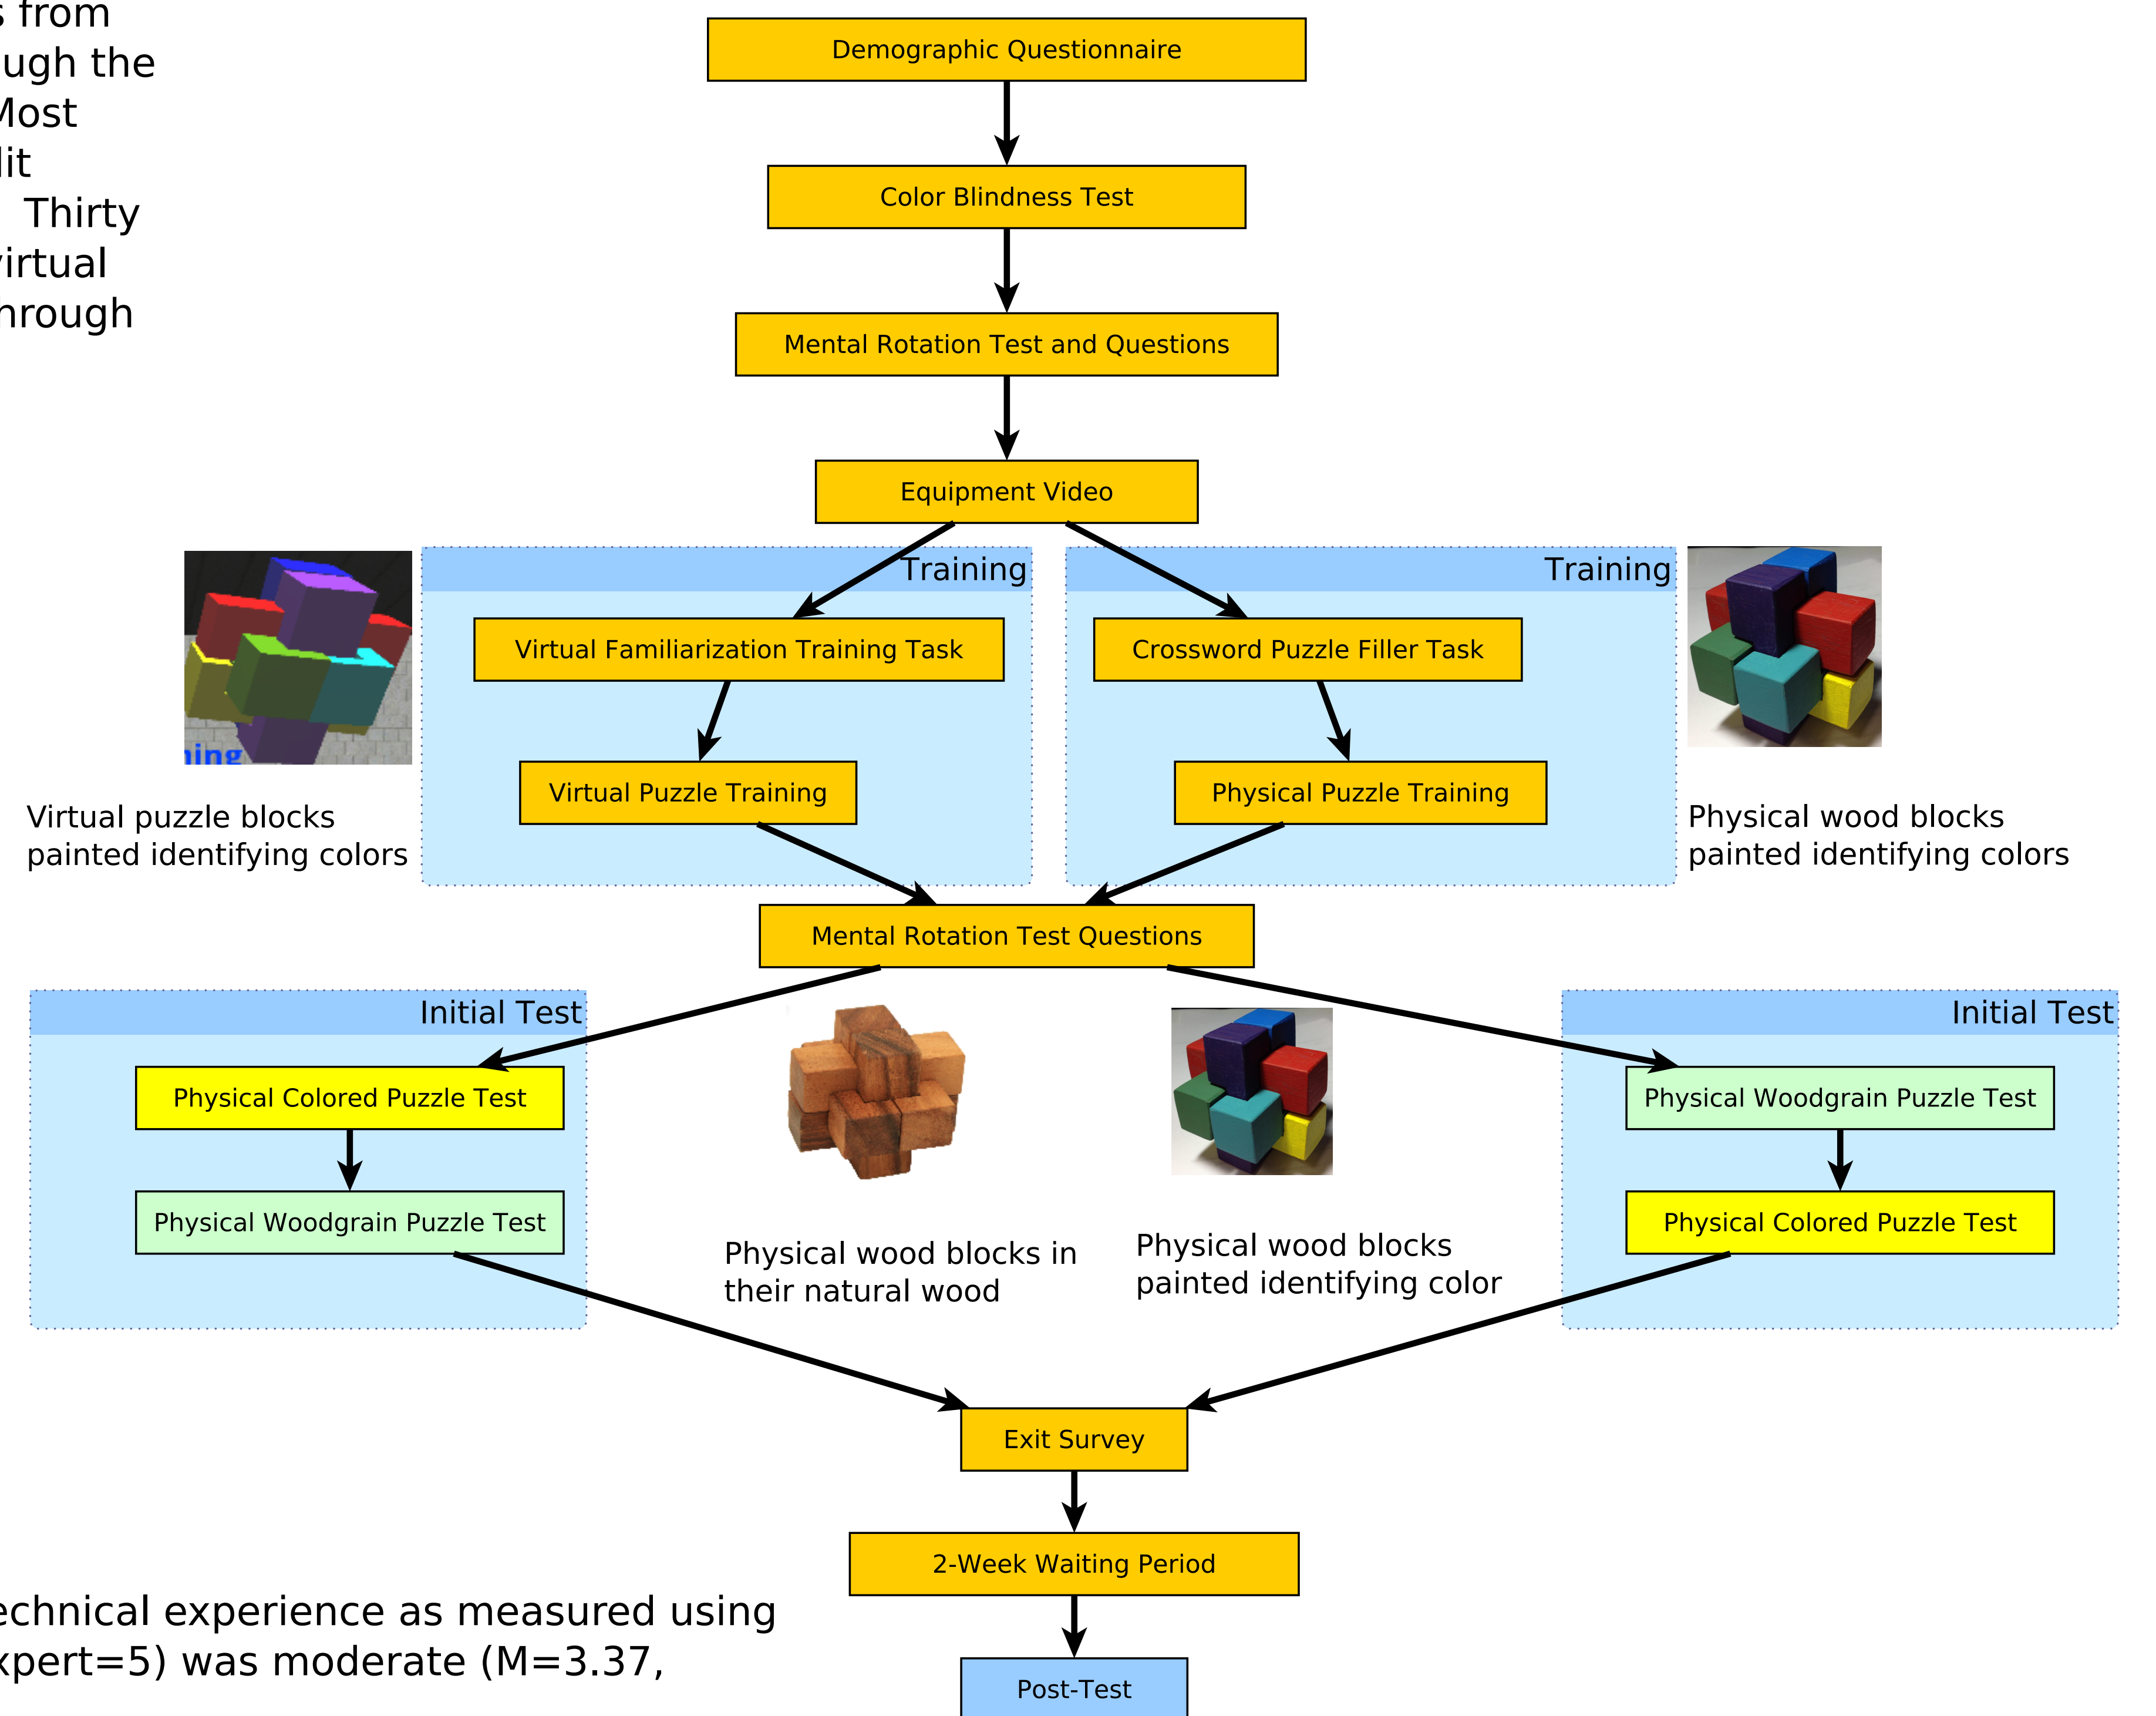 s from
ugh the
Most
lit
Thirty
virtual
hrough
Demographic Questionnaire
Color Blindness Test
Mental Rotation Test and Questions
Equipment Video
Training
Virtual Familiarization Training Task
Virtual Puzzle Training
Training
Crossword Puzzle Filler Task
Physical Puzzle Training
ning
Virtual puzzle blocks
painted identifying colors
Physical wood blocks
painted identifying colors
Mental Rotation Test Questions
Initial Test
Physical Colored Puzzle Test
Physical Woodgrain Puzzle Test
Physical wood blocks in
their natural wood
Physical wood blocks
painted identifying color
Initial Test
Physical Woodgrain Puzzle Test
Physical Colored Puzzle Test
Exit Survey
2-Week Waiting Period
Post-Test
echnical experience as measured using
xpert=5) was moderate (M=3.37,